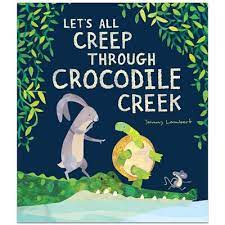 LET'S ALL
CREEP
THROUGH
CROCODILE
CREEK
Jonny Lambert